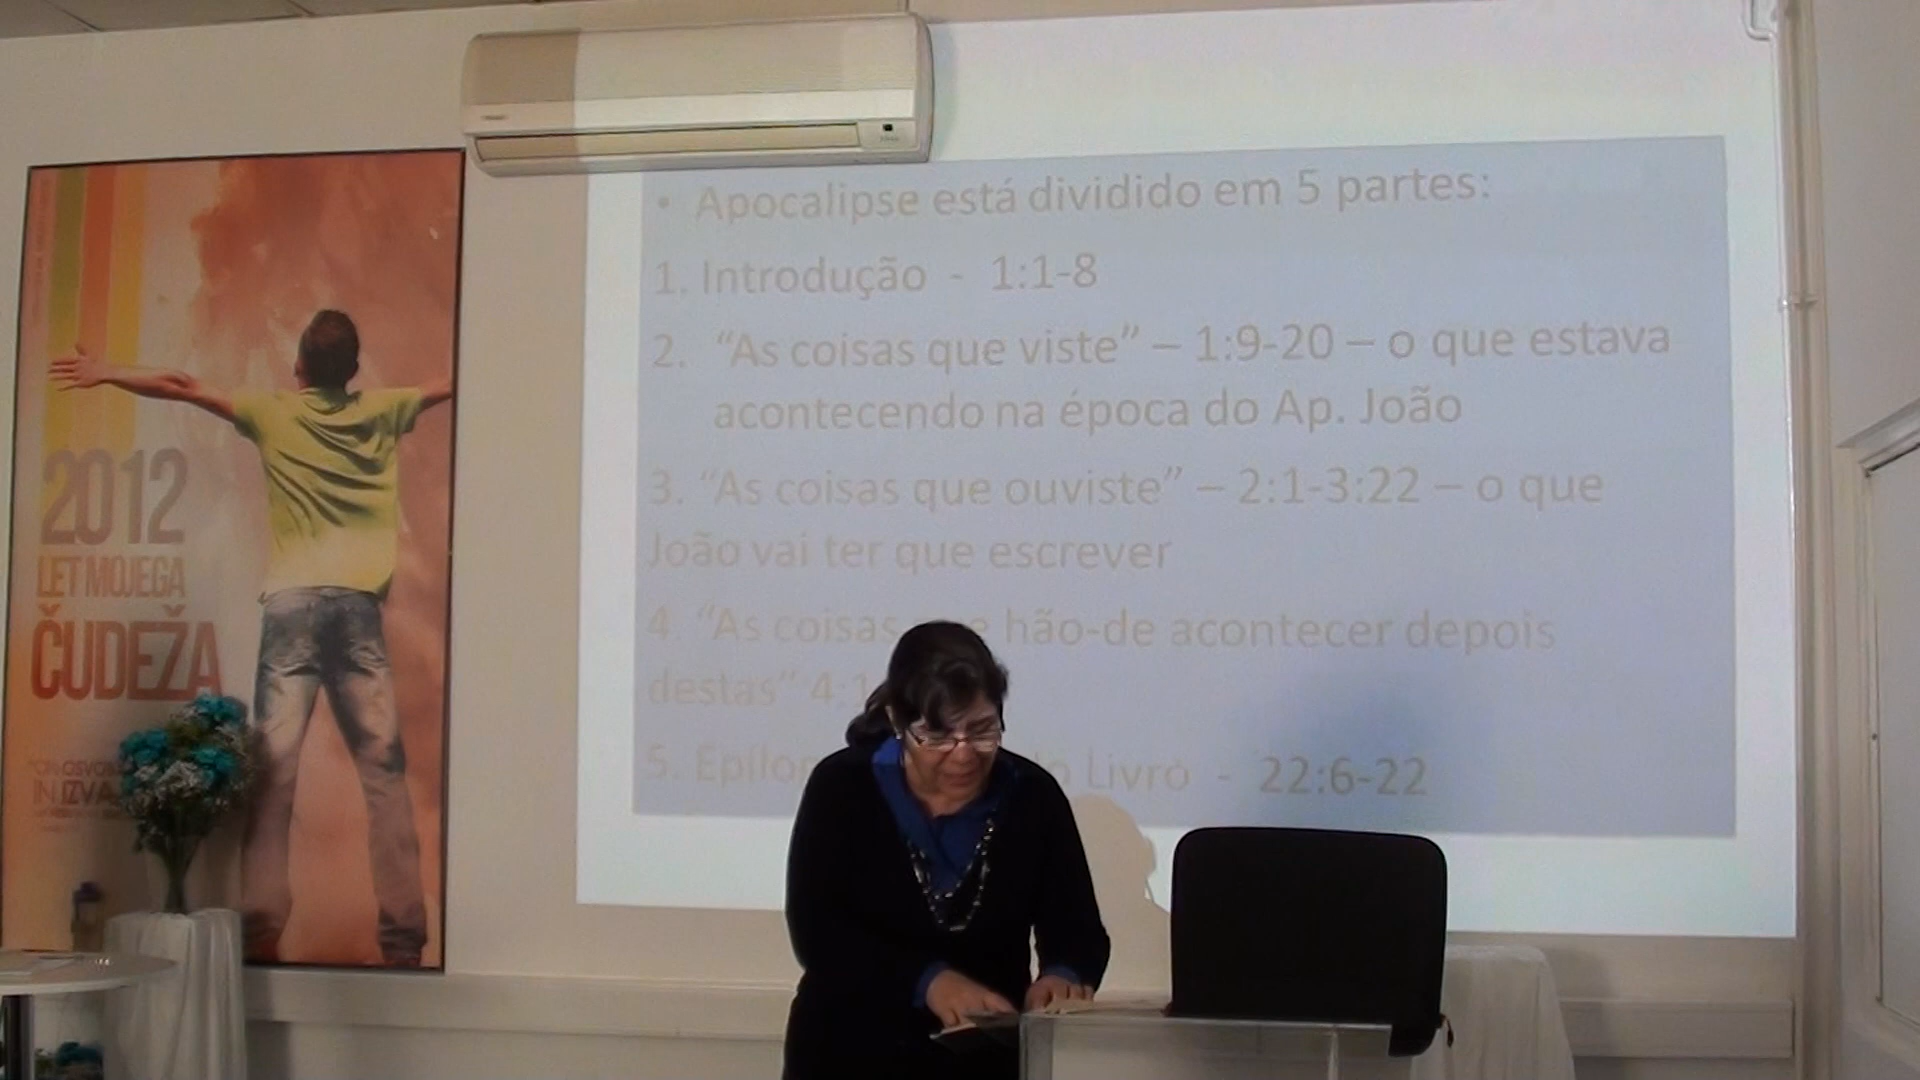 • Apocalipse está dividido em 5 partes:
1. Introdução - 1:1-8
2. “As coisas que viste” – 1:9-20 – o que estava
acontecendo na época do Ap. João
3. “As coisas que ouviste” – 2:1-3:22 – o que
João vai ter que escrever
4. “As coisas hão-de acontecer depois
destas” 4:1
5. Livro - 22:6-22
2012
LET MOJEGA
ČUDEŽA
IN